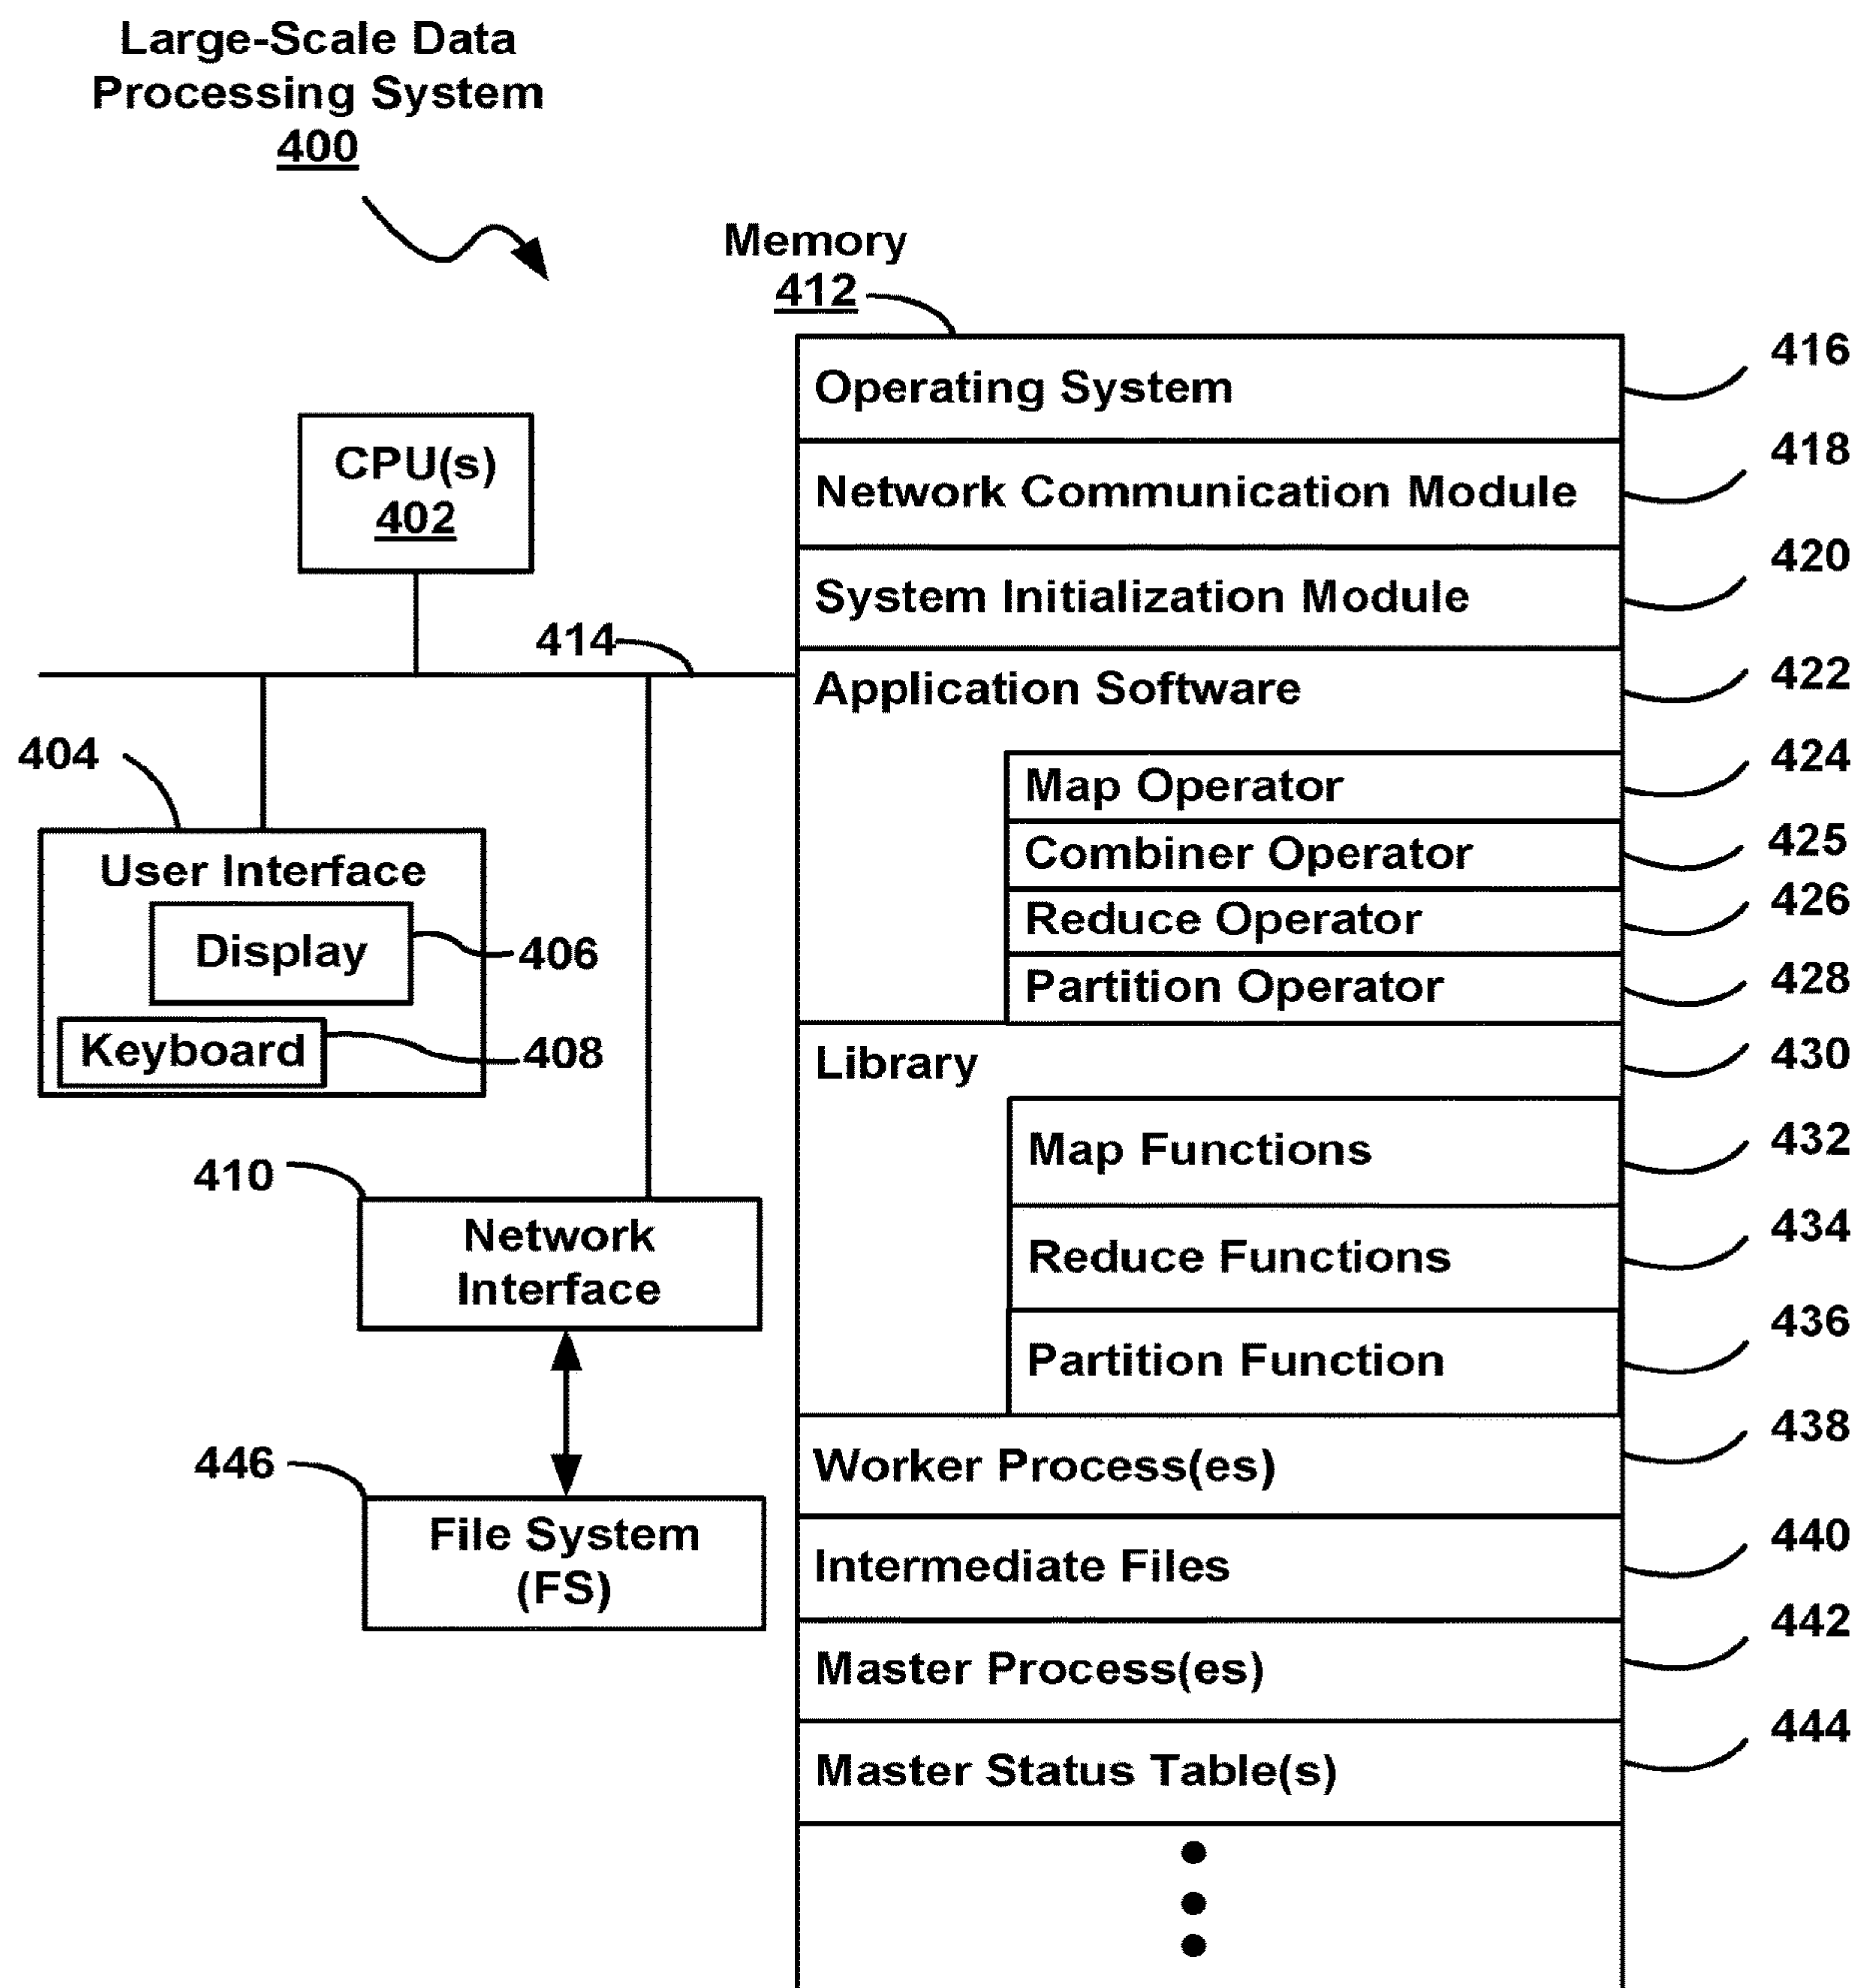 Large-Scale Data
Processing System
400
Memory
412
Operating System
416
Network Communication Module
418
System Initialization Module
420
Application Software
422
Map Operator
424
Combiner Operator
425
Reduce Operator
426
Partition Operator
428
Library
430
Map Functions
432
Reduce Functions
434
Partition Function
436
Worker Process(es)
438
Intermediate Files
440
Master Process(es)
442
Master Status Table(s)
444
CPU(s)
402
414
404
User Interface
Display
406
Keyboard
408
410
Network
Interface
446
File System
(FS)